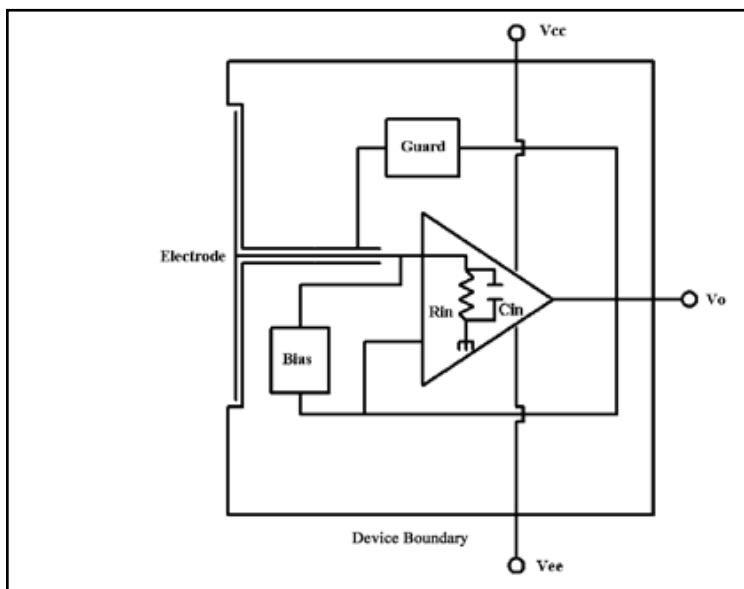 Vcc
Guard
Electrode
Rin
Cin
Vo
Bias
Device Boundary
Vee